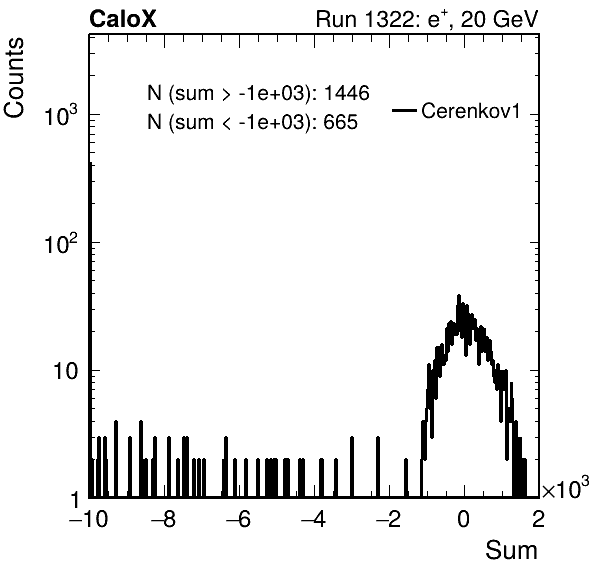 CaloX Run 1322: e⁺, 20 GeV
Counts
N (sum > -1e+03): 1446
N (sum < -1e+03): 665
Cerenkov1
10³
10²
10
1
−10 −8 −6 −4 −2 0 2
×10³
Sum